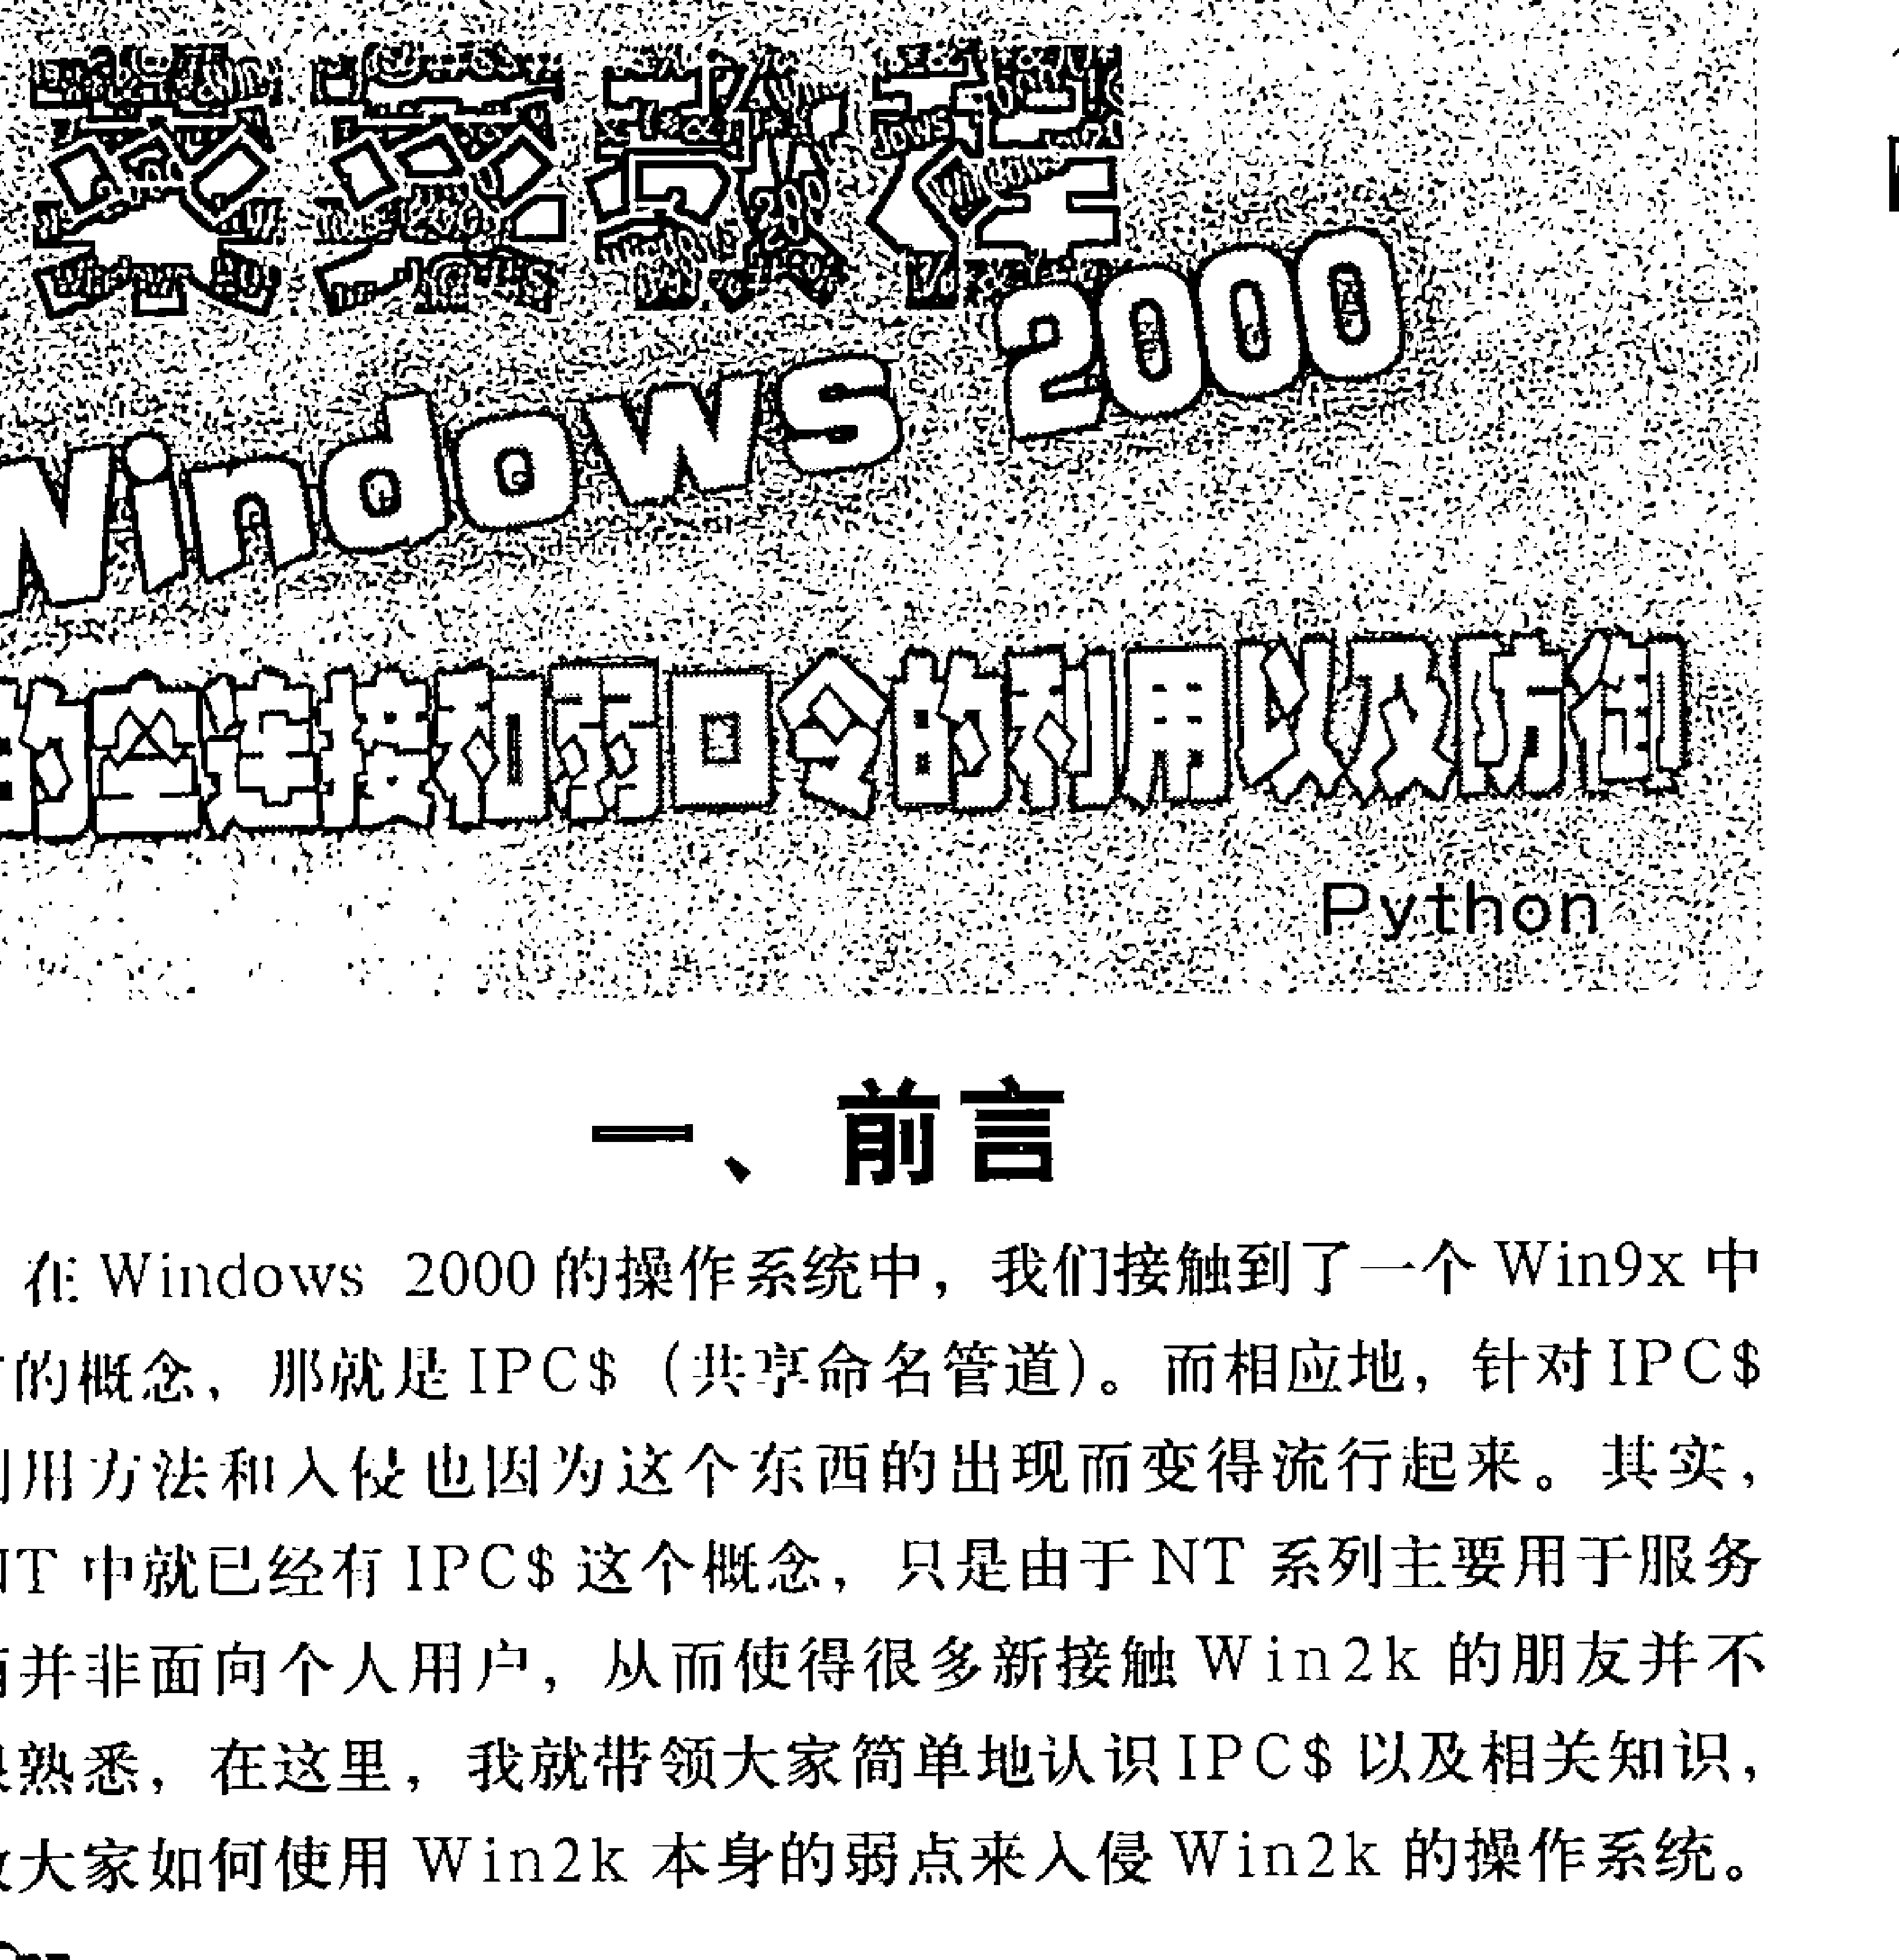 Windows 2000
的空连接和弱口令的利用以及防御
Python
一、前言
在 Windows 2000 的操作系统中，我们接触到了一个 Win9x 中
的概念，那就是 IPC$（共享命名管道）。而相应地，针对 IPC$
用方法和入侵也因为这个东西的出现而变得流行起来。其实，
NT 中就已经有 IPC$ 这个概念，只是由于 NT 系列主要用于服务
并非面向个人用户，从而使得很多新接触 Win2k 的朋友并不
熟悉，在这里，我就带领大家简单地认识 IPC$ 以及相关知识，
大家如何使用 Win2k 本身的弱点来入侵 Win2k 的操作系统。